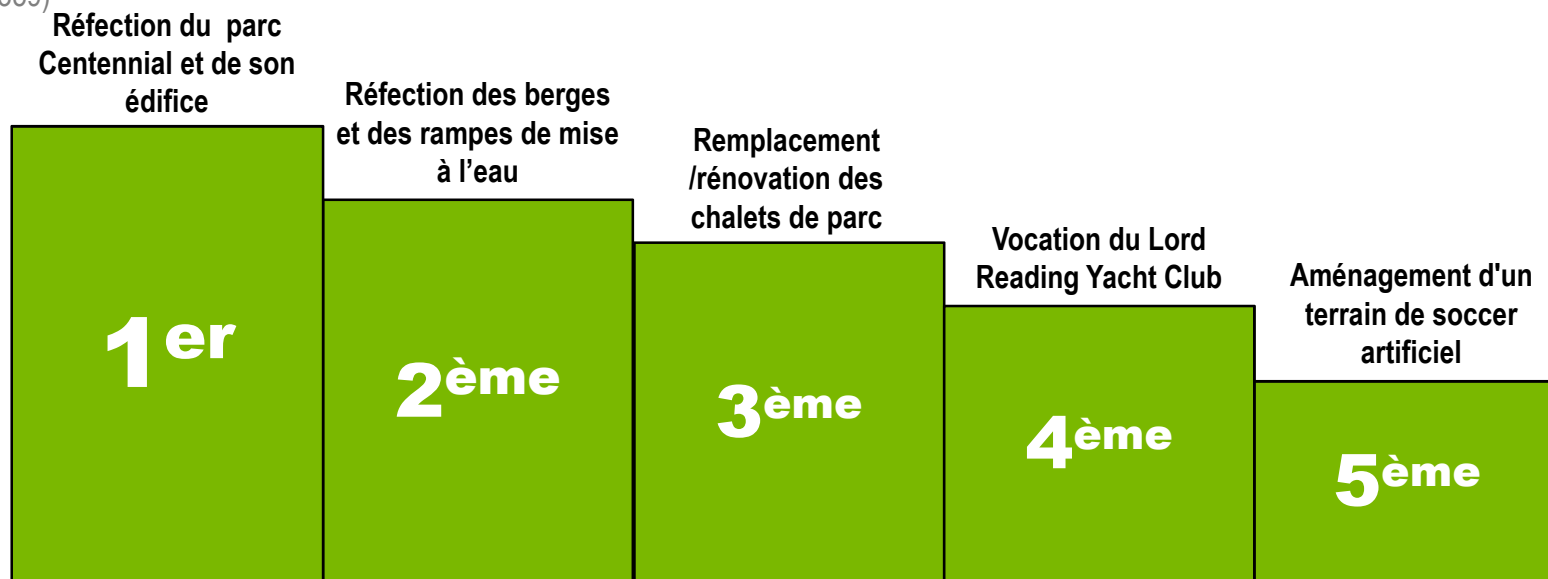 Réfection du parc
Centennial et de son
édifice
Réfection des berges
et des rampes de mise
à l’eau
Remplacement
/rénovation des
chalets de parc
Vocation du Lord
Reading Yacht Club
Aménagement d'un
terrain de soccer
artificiel
1er
2ème
3ème
4ème
5ème